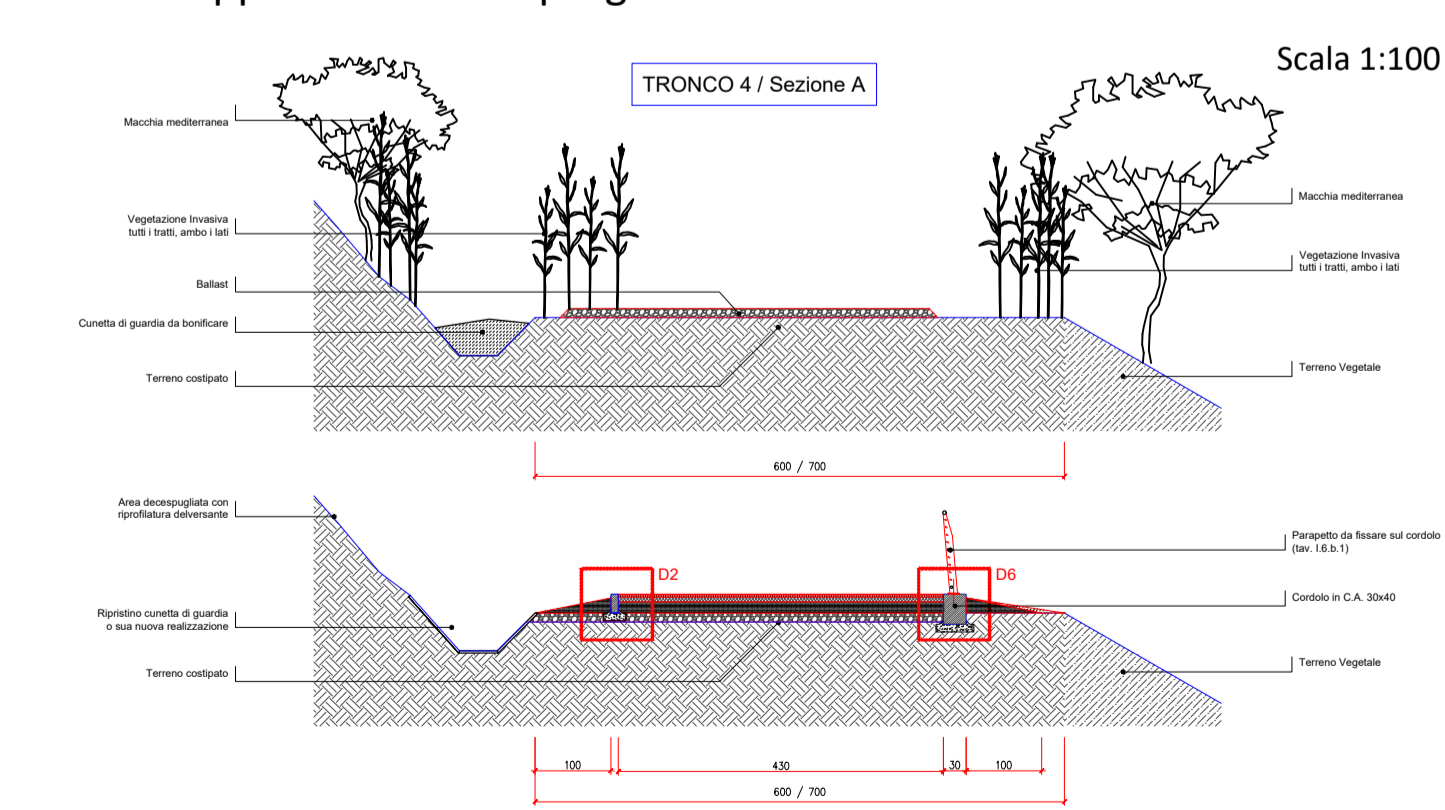 Scala 1:100
TRONCO 4 / Sezione A
Macchia mediterranea
Vegetazione Invasiva
tutti i tratti, ambo i lati
Ballast
Cunetta di guardia da bonificare
Terreno costipato
Macchia mediterranea
Vegetazione Invasiva
tutti i tratti, ambo i lati
Terreno Vegetale
600 / 700
Area decespugliata con
riprofilatura delversante
Ripristino cunetta di guardia
o sua nuova realizzazione
Terreno costipato
D2
D6
Parapetto da fissare sul cordolo
(tav. I.6.b.1)
Cordolo in C.A. 30x40
Terreno Vegetale
100
430
30
100
600 / 700